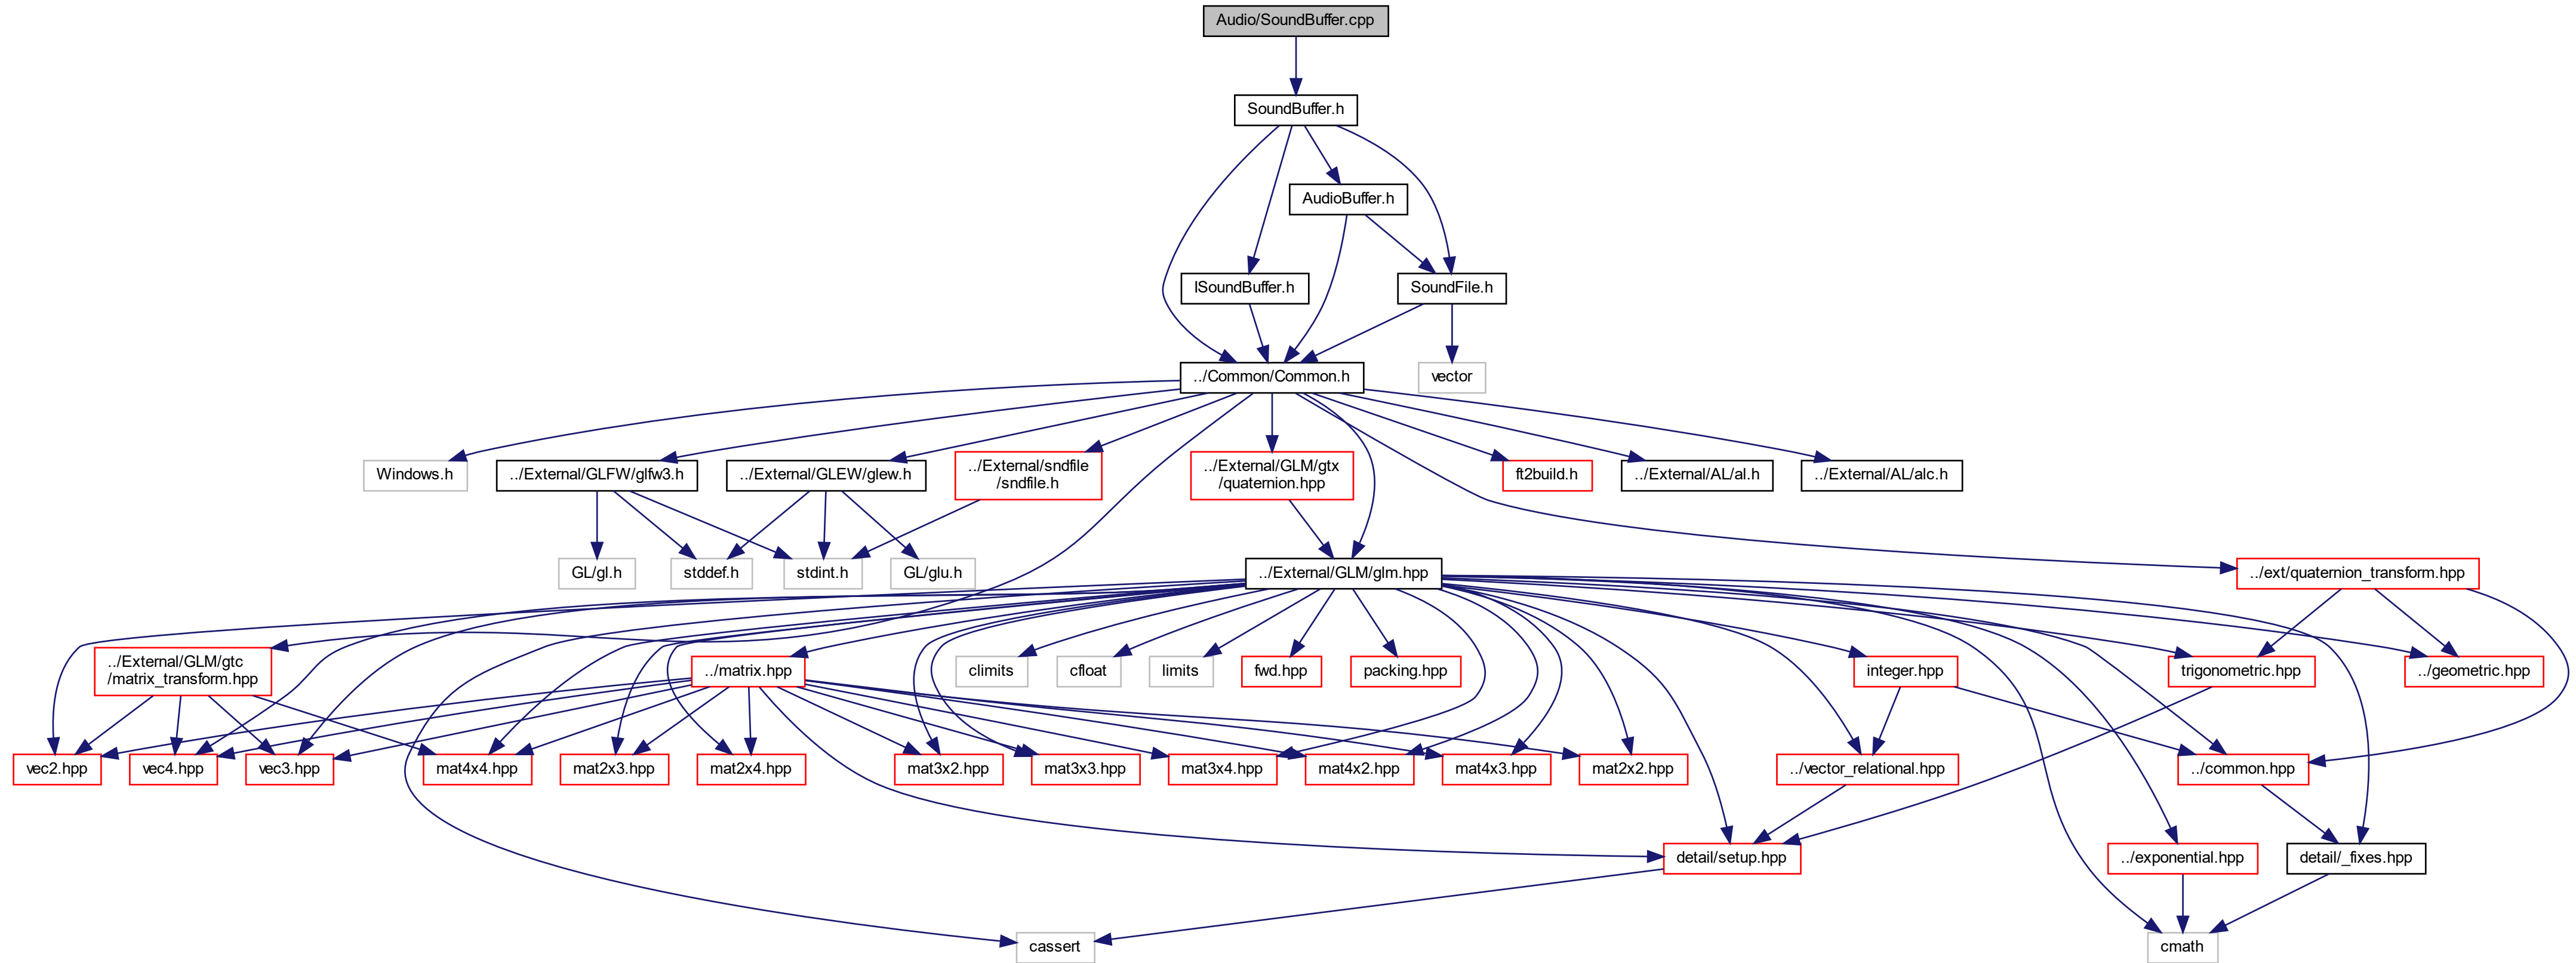 Audio/SoundBuffer.cpp
SoundBuffer.h
AudioBuffer.h
ISoundBuffer.h
SoundFile.h
../Common/Common.h
vector
Windows.h
../External/GLFW/glfw3.h
../External/GLEW/glew.h
../External/sndfile
/sndfile.h
../External/GLM/gtx
/quaternion.hpp
ft2build.h
../External/AL/al.h
../External/AL/alc.h
GL/gl.h
stddef.h
stdint.h
GL/glu.h
../External/GLM/glm.hpp
../ext/quaternion_transform.hpp
../External/GLM/gtc
/matrix_transform.hpp
../matrix.hpp
climits
cfloat
limits
fwd.hpp
packing.hpp
integer.hpp
trigonometric.hpp
../geometric.hpp
vec2.hpp
vec4.hpp
vec3.hpp
mat4x4.hpp
mat2x3.hpp
mat2x4.hpp
mat3x2.hpp
mat3x3.hpp
mat3x4.hpp
mat4x2.hpp
mat4x3.hpp
mat2x2.hpp
../vector_relational.hpp
../common.hpp
detail/setup.hpp
../exponential.hpp
detail/_fixes.hpp
cassert
cmath